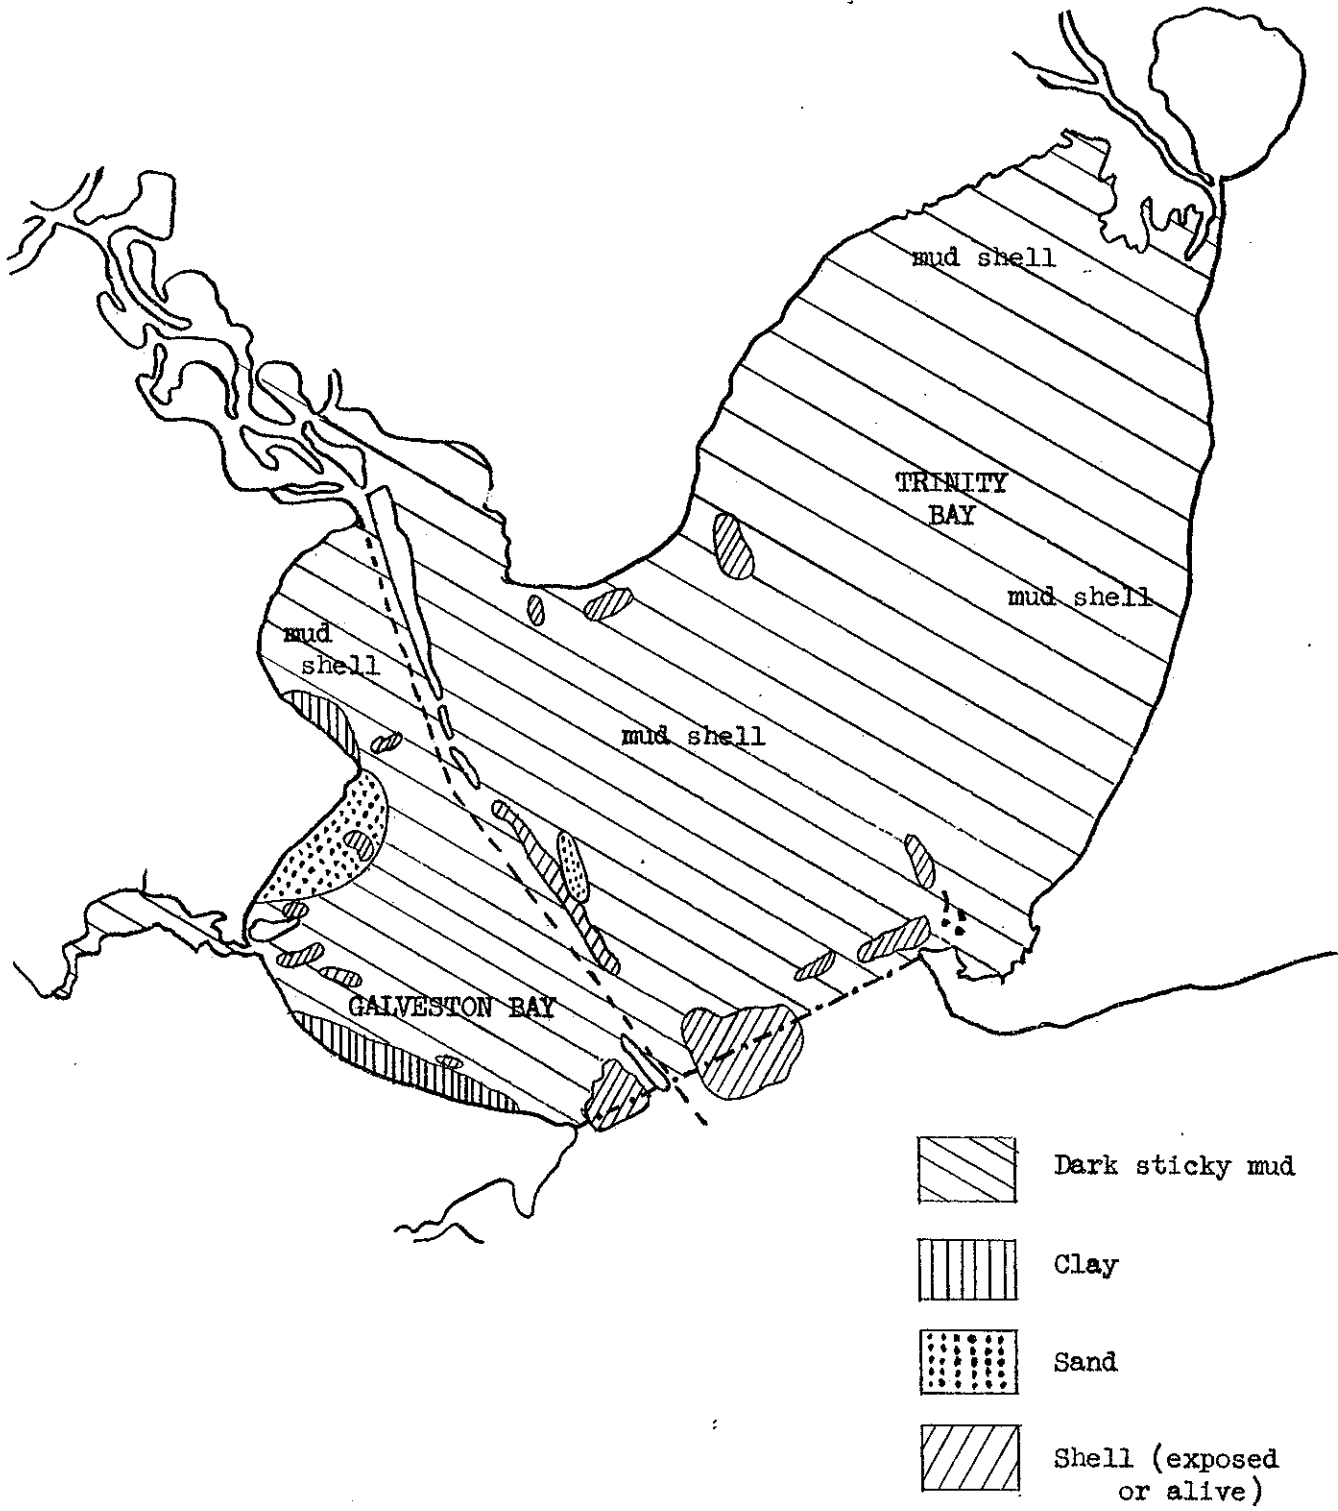 mud shell
TRINITY
BAY
mud shell
mud
shell
mud shell
GALVESTON BAY
Dark sticky mud
Clay
Sand
Shell (exposed
or alive)